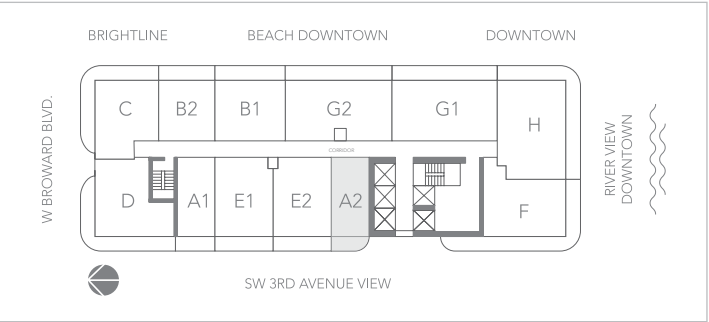 BRIGHTLINE
BEACH DOWNTOWN
DOWNTOWN
W BROWARD BLVD.
C
B2
B1
G2
G1
H
CORRIDOR
D
A1
E1
E2
A2
F
RIVER VIEW
DOWNTOWN
SW 3RD AVENUE VIEW